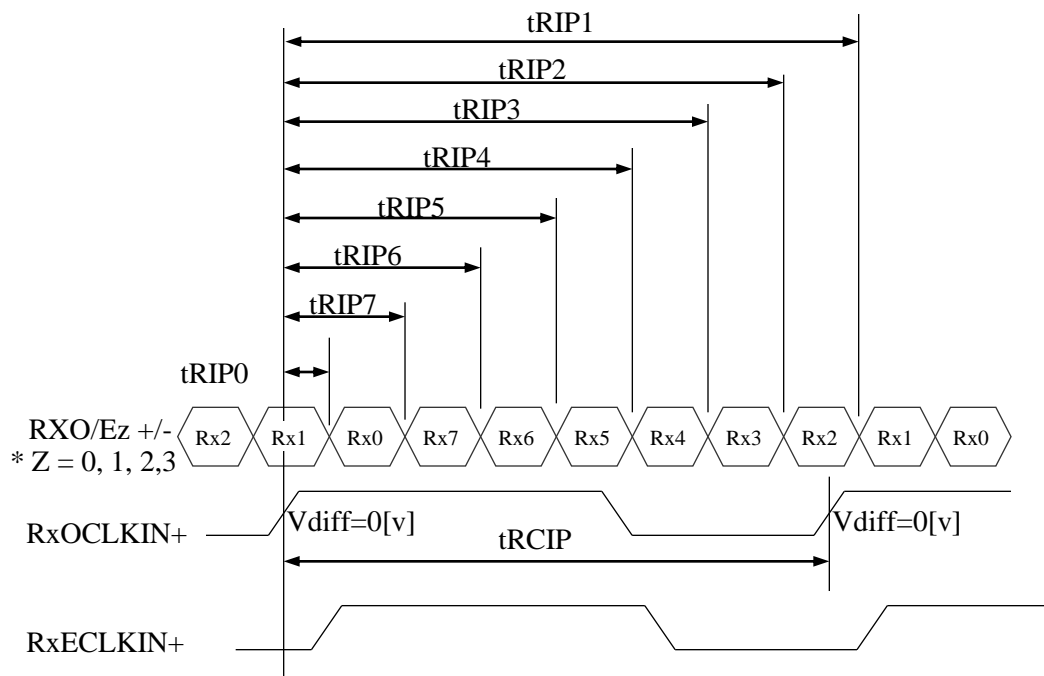 tRIP1
tRIP2
tRIP3
tRIP4
tRIP5
tRIP6
tRIP7
tRIP0
RXO/Ez +/-
* Z = 0, 1, 2,3
Rx2 Rx1 Rx0 Rx7 Rx6 Rx5 Rx4 Rx3 Rx2 Rx1 Rx0
RxOCLKIN+
Vdiff=0[v] Vdiff=0[v]
tRCIP
RxECLKIN+